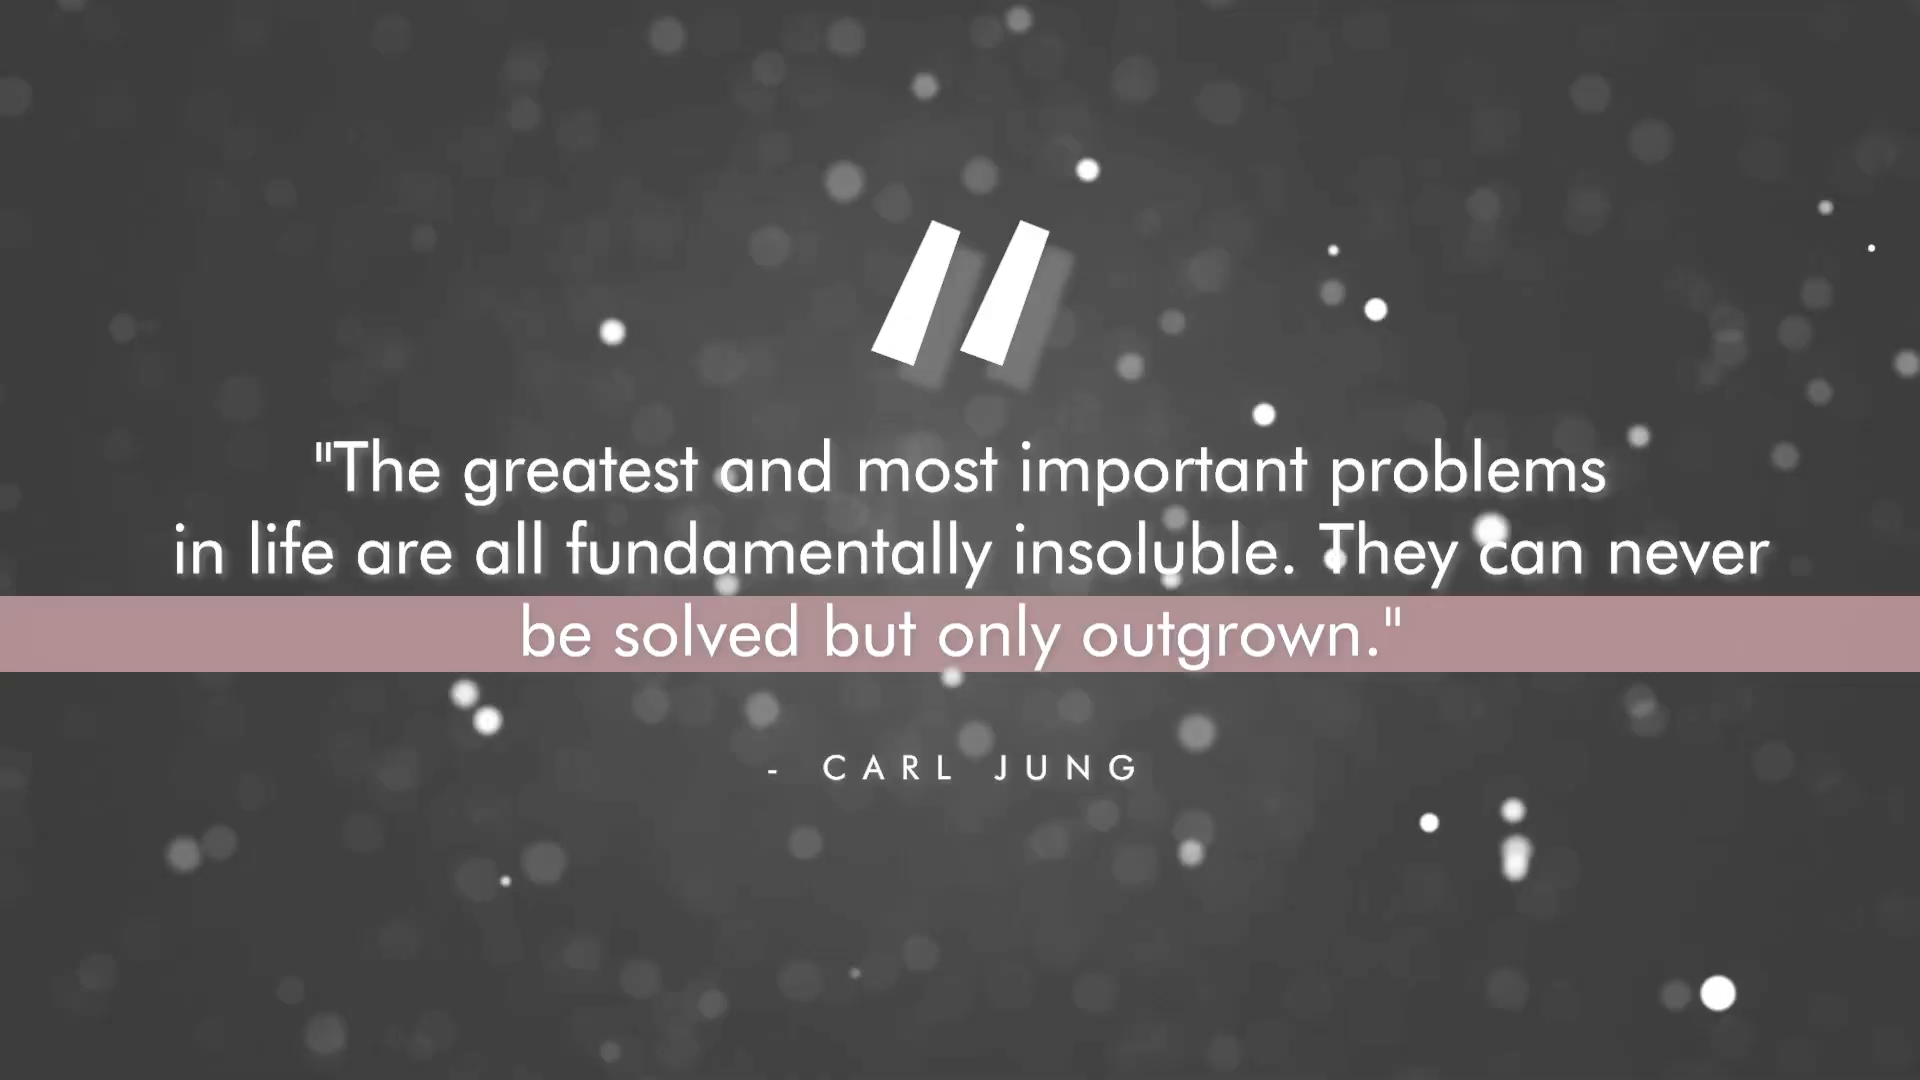 "The greatest and most important problems
in life are all fundamentally insoluble. They can never
be solved but only outgrown."
- CARL JUNG